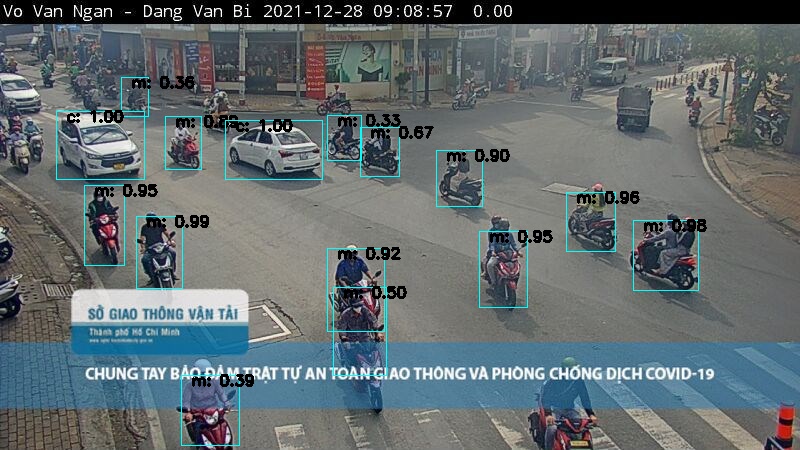 Vo Van Ngan - Dang Van Bi 2021-12-28 09:08:57 0.00
m: 0.36
c: 1.00
c: 1.00
m: 0.33
m: 0.67
m: 0.90
m: 0.95
m: 0.96
m: 0.99
m: 0.95
m: 0.98
m: 0.92
m: 0.50
SỞ GIAO THÔNG VẬN TẢI
Thành phố Hồ Chí Minh
CHUNG TAY BẢO ĐẢM TRẬT TỰ AN TOÀN GIAO THÔNG VÀ PHÒNG CHỐNG DỊCH COVID-19
m: 0.39